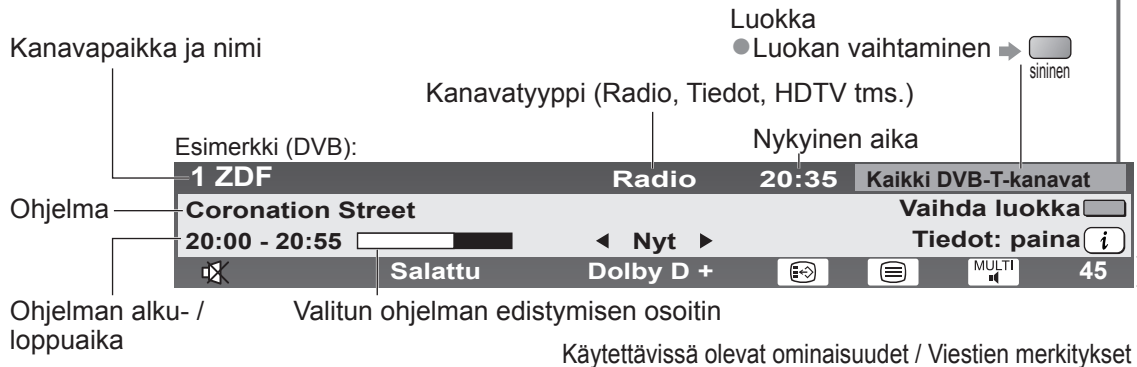 Luokka
●Luokan vaihtaminen
sininen
Kanavapaikka ja nimi
Kanavatyyppi (Radio, Tiedot, HDTV tms.)
Nykyinen aika
Esimerkki (DVB):
1 ZDF Radio 20:35 Kaikki DVB-T-kanavat
Ohjelma
Coronation Street Vaihda luokka
20:00 - 20:55 ◀ Nyt ▶ Tiedot: paina i
Salattu Dolby D + MULTI 45
Ohjelman alku- /
loppuaika
Valitun ohjelman edistymisen osoitin
Käytettävissä olevat ominaisuudet / Viestien merkitykset